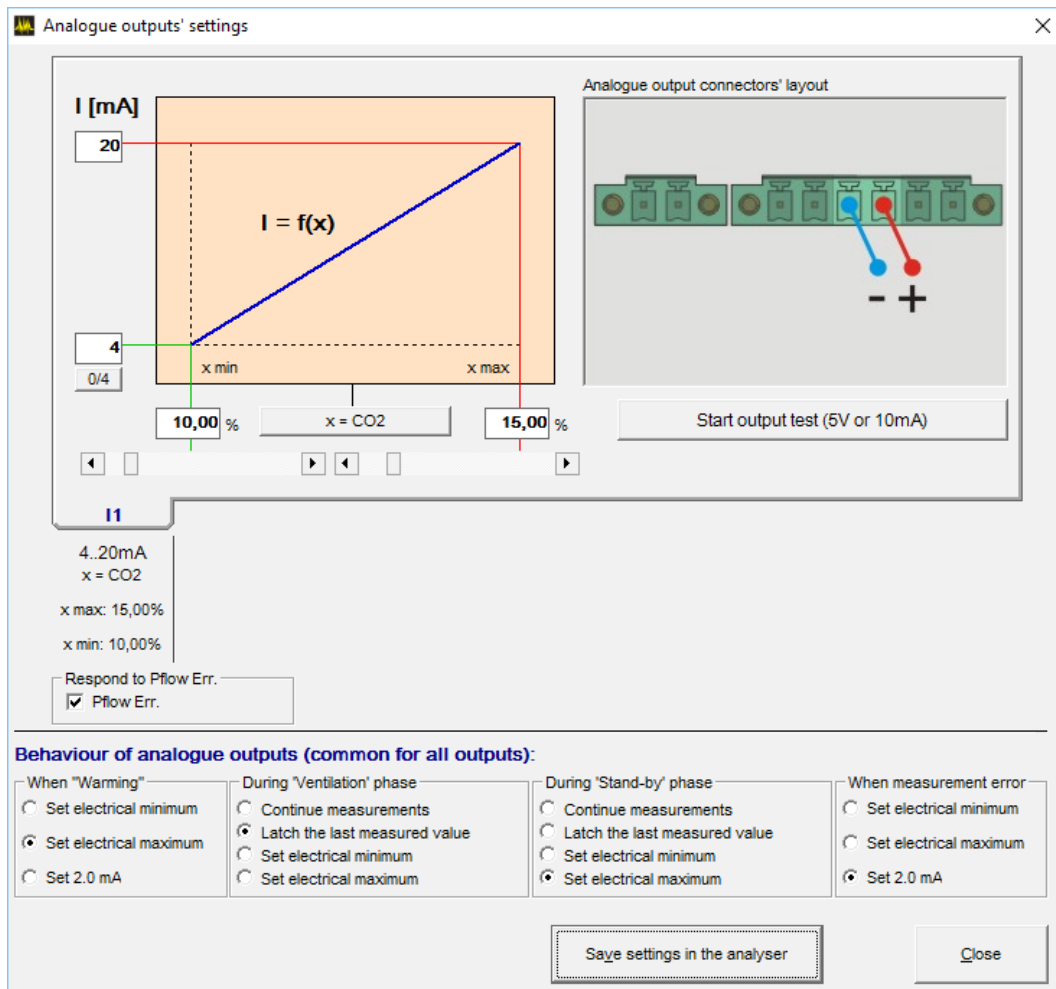 Analogue outputs' settings
I [mA]
20
I = f(x)
4
0/4
x min
x max
10,00 %
x = CO2
15,00 %
Analogue output connectors' layout
- +
Start output test (5V or 10mA)
I1
4..20mA
x = CO2
x max: 15,00%
x min: 10,00%
Respond to Pflow Err.
Pflow Err.
Behaviour of analogue outputs (common for all outputs):
When "Warming"
Set electrical minimum
Set electrical maximum
Set 2.0 mA
During 'Ventilation' phase
Continue measurements
Latch the last measured value
Set electrical minimum
Set electrical maximum
During 'Stand-by' phase
Continue measurements
Latch the last measured value
Set electrical minimum
Set electrical maximum
When measurement error
Set electrical minimum
Set electrical maximum
Set 2.0 mA
Save settings in the analyser
Close